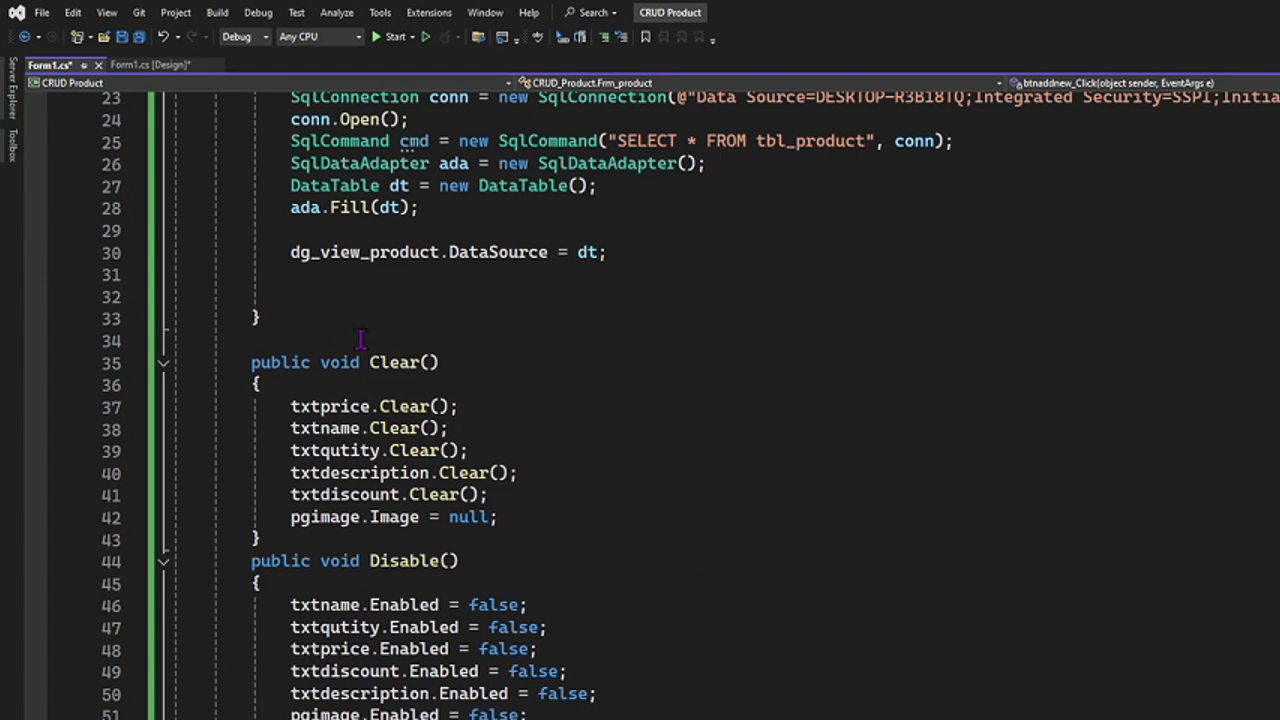 File Edit View Git Project Build Debug Test Analyze Tools Extensions Window Help Search CRUD Product
Debug Any CPU Start
Form1.cs* Form1.cs [Design]*
CRUD Product CRUD_Product.Frm_product btnaddnew_Click(object sender, EventArgs e)
Server Explorer
Toolbox
23 SqlConnection conn = new SqlConnection(@"Data Source=DESKTOP-R3B18TQ;Integrated Security=SSPI;Initia
24 conn.Open();
25 SqlCommand cmd = new SqlCommand("SELECT * FROM tbl_product", conn);
26 SqlDataAdapter ada = new SqlDataAdapter();
27 DataTable dt = new DataTable();
28 ada.Fill(dt);
29
30 dg_view_product.DataSource = dt;
31
32
33 }
34
35 public void Clear()
36 {
37 txtprice.Clear();
38 txtname.Clear();
39 txtqutity.Clear();
40 txtdescription.Clear();
41 txtdiscount.Clear();
42 pgimage.Image = null;
43 }
44 public void Disable()
45 {
46 txtname.Enabled = false;
47 txtqutity.Enabled = false;
48 txtprice.Enabled = false;
49 txtdiscount.Enabled = false;
50 txtdescription.Enabled = false;
51 pgimage.Enabled = false;